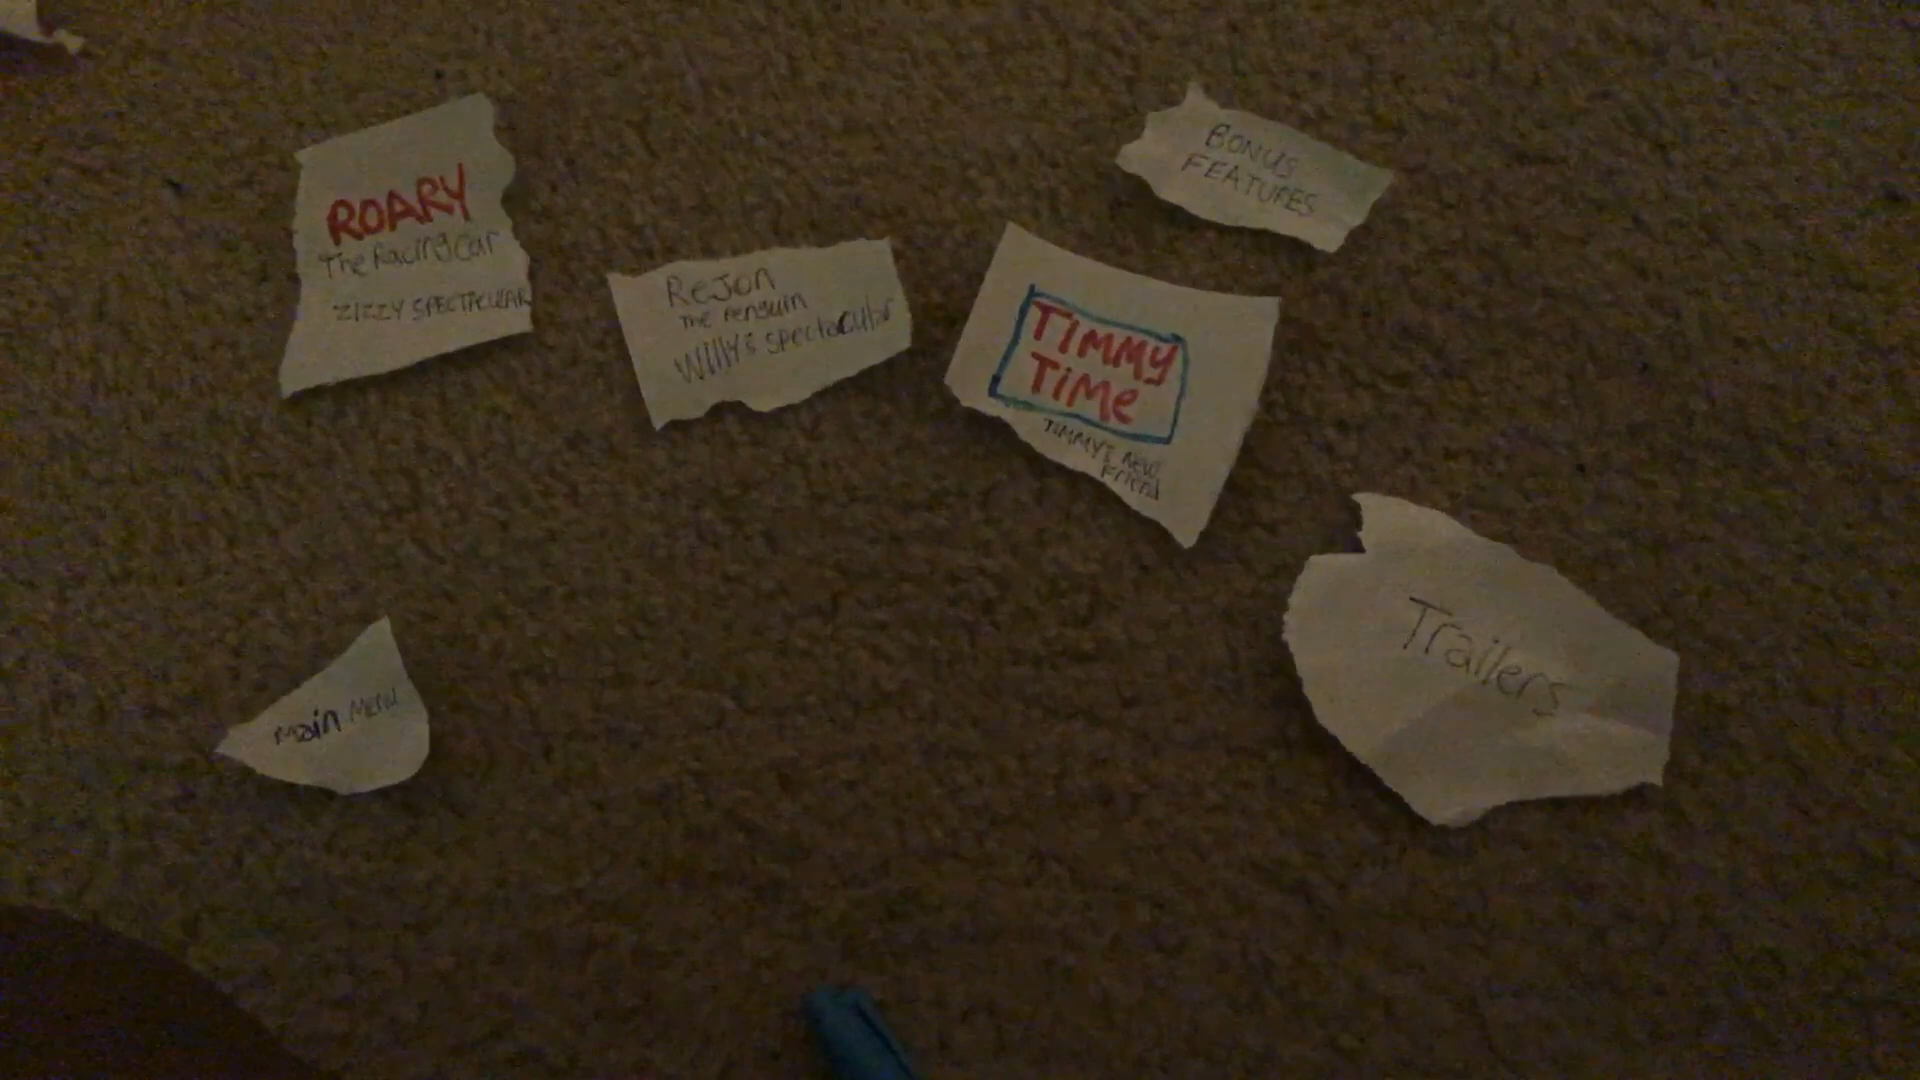 ROARY
The Racing Car
ZIZZY SPECTACULAR
ReJon
The Penguin
Willy's spectacular
TIMMY
TIMe
TIMMY'S New
Friend
BONUS
FEATURES
Main Menu
Trailers